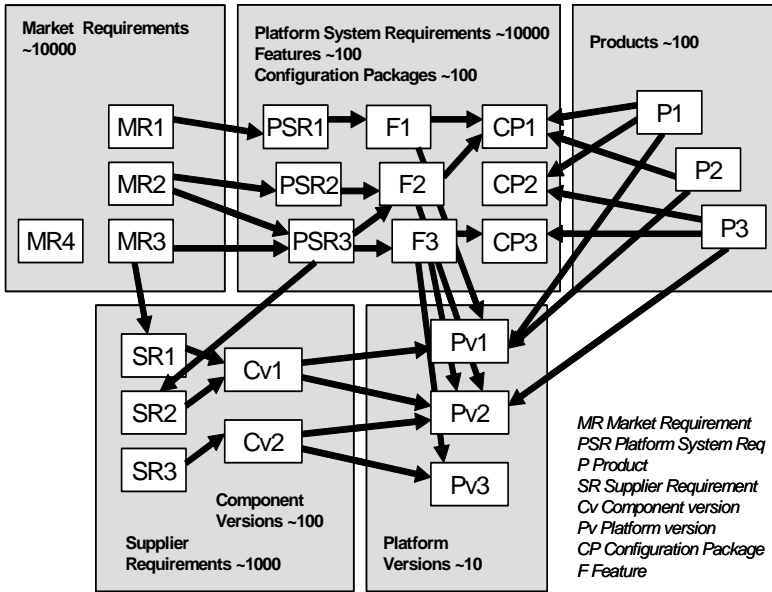 Market Requirements
~10000
Platform System Requirements ~10000
Features ~100
Configuration Packages ~100
Products ~100
MR1
PSR1
F1
CP1
P1
MR2
PSR2
F2
CP2
P2
MR4
MR3
PSR3
F3
CP3
P3
SR1
Cv1
Pv1
SR2
Pv2
SR3
Cv2
Pv3
Component
Versions ~100
Supplier
Requirements ~1000
Platform
Versions ~10
MR Market Requirement
PSR Platform System Req
P Product
SR Supplier Requirement
Cv Component version
Pv Platform version
CP Configuration Package
F Feature